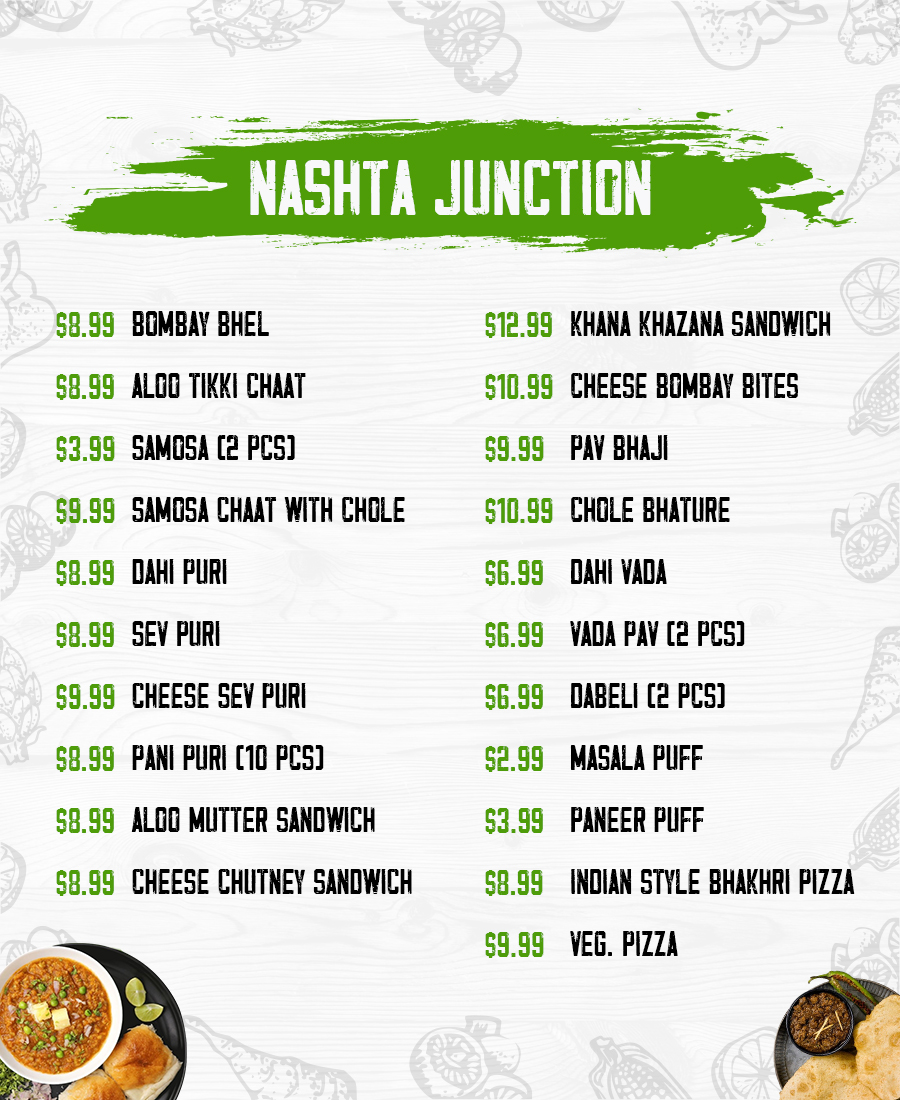 NASHTA JUNCTION
$8.99 BOMBAY BHEL
$8.99 ALOO TIKKI CHAAT
$3.99 SAMOSA (2 PCS)
$9.99 SAMOSA CHAAT WITH CHOLE
$8.99 DAHI PURI
$8.99 SEV PURI
$9.99 CHEESE SEV PURI
$8.99 PANI PURI (10 PCS)
$8.99 ALOO MUTTER SANDWICH
$8.99 CHEESE CHUTNEY SANDWICH
$12.99 KHANA KHAZANA SANDWICH
$10.99 CHEESE BOMBAY BITES
$9.99 PAV BHAJI
$10.99 CHOLE BHATURE
$6.99 DAHI VADA
$6.99 VADA PAV (2 PCS)
$6.99 DABELI (2 PCS)
$2.99 MASALA PUFF
$3.99 PANEER PUFF
$8.99 INDIAN STYLE BHAKHRI PIZZA
$9.99 VEG. PIZZA